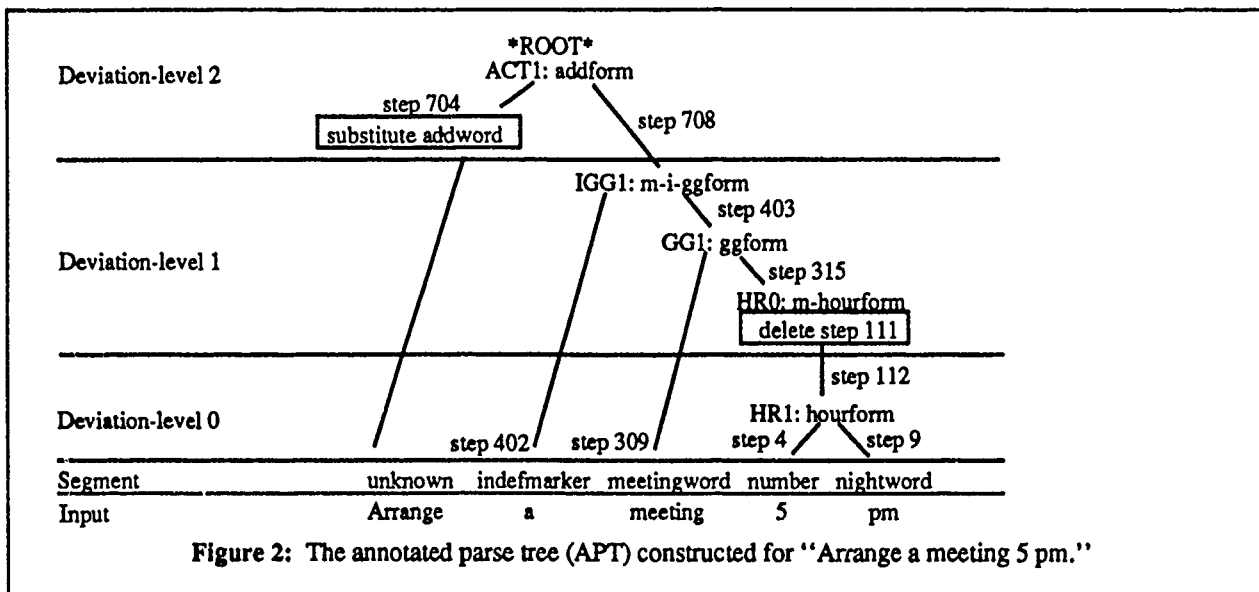 *ROOT*
Deviation-level 2
ACT1: addform
step 704
step 708
substitute addword
IGG1: m-i-ggform
step 403
GG1: ggform
Deviation-level 1
step 315
HR0: m-hourform
delete step 111
step 112
HR1: hourform
Deviation-level 0
step 402 step 309 step 4 step 9
Segment unknown indefmarker meetingword number nightword
Input Arrange a meeting 5 pm
Figure 2: The annotated parse tree (APT) constructed for ‘‘Arrange a meeting 5 pm.’’